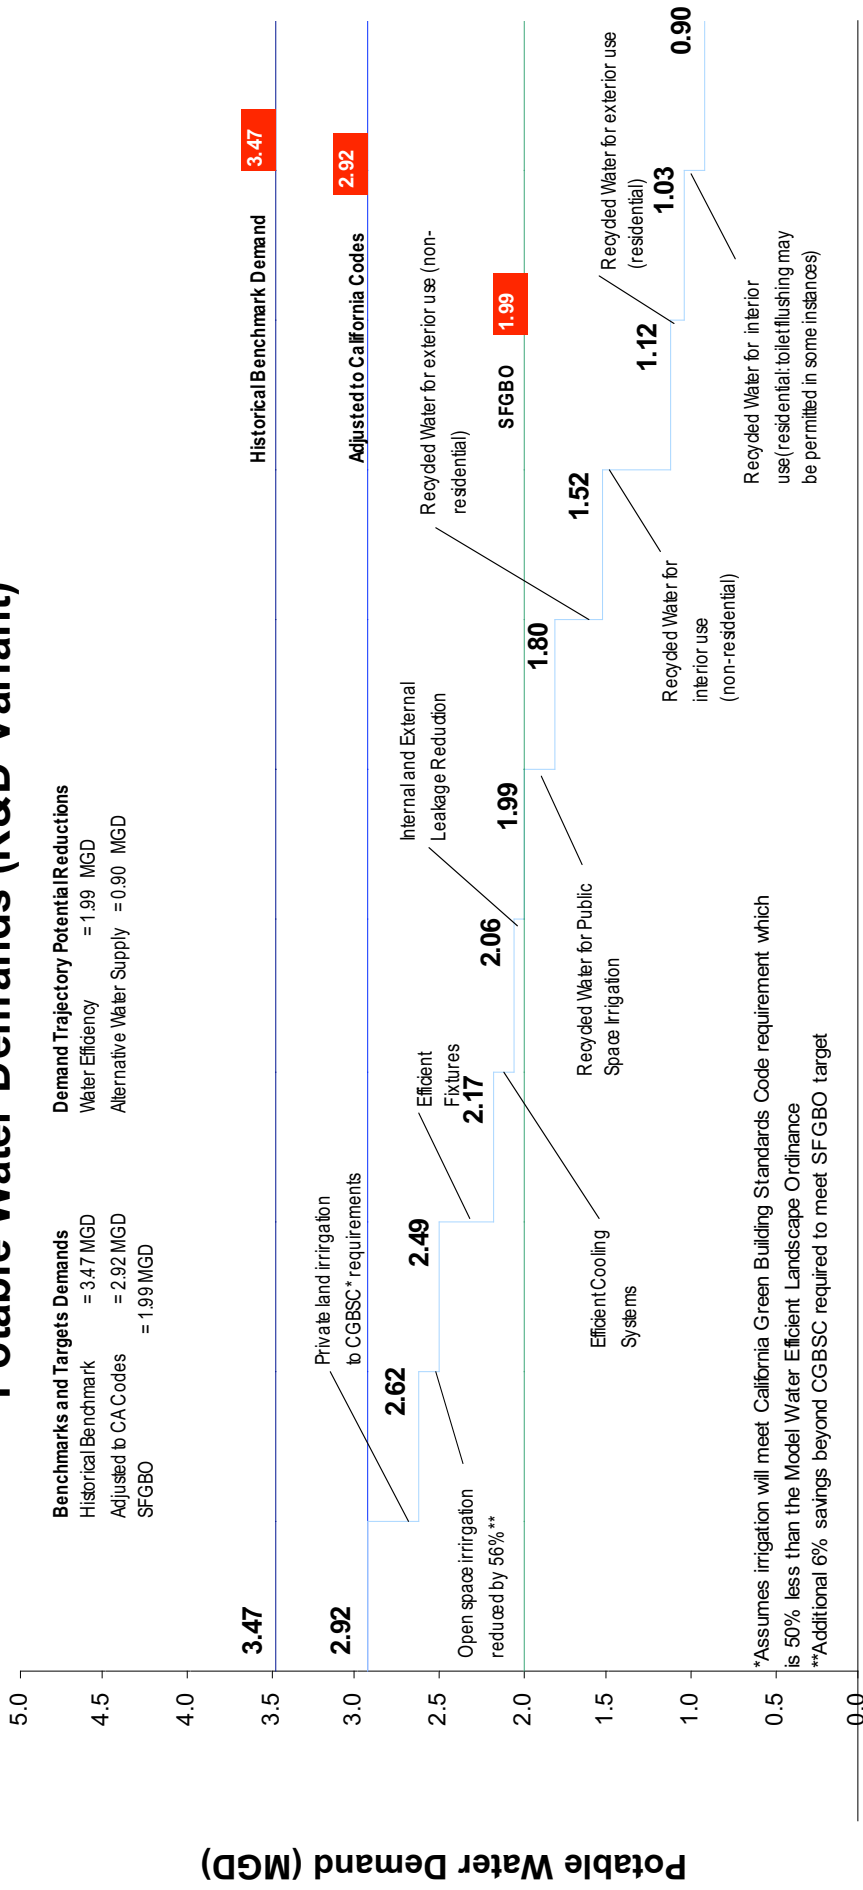 Potable Water Demands (R&D Variant)
Benchmarks and Targets Demands
Historical Benchmark = 3.47 MGD
Adjusted to CA Codes = 2.92 MGD
SFGBO = 1.99 MGD
Demand Trajectory Potential Reductions
Water Efficiency = 1.99 MGD
Alternative Water Supply = 0.90 MGD
Potable Water Demand (MGD)
5.0
4.5
4.0
3.5
3.0
2.5
2.0
1.5
1.0
0.5
0.0
3.47
Historical Benchmark Demand
3.47
2.92
Adjusted to California Codes
2.92
SFGBO
1.99
Private land irrigation
to CGBSC* requirements
2.62
Open space irrigation
reduced by 56%**
2.49
Efficient
Fixtures
2.17
Efficient Cooling
Systems
2.06
Internal and External
Leakage Reduction
1.99
Recycled Water for Public
Space Irrigation
1.80
Recycled Water for exterior use (non-
residential)
1.52
Recycled Water for
interior use
(non-residential)
1.12
Recycled Water for exterior use
(residential)
1.03
Recycled Water for interior
use(residential: toilet flushing may
be permitted in some instances)
0.90
*Assumes irrigation will meet California Green Building Standards Code requirement which
is 50% less than the Model Water Efficient Landscape Ordinance
**Additional 6% savings beyond CGBSC required to meet SFGBO target